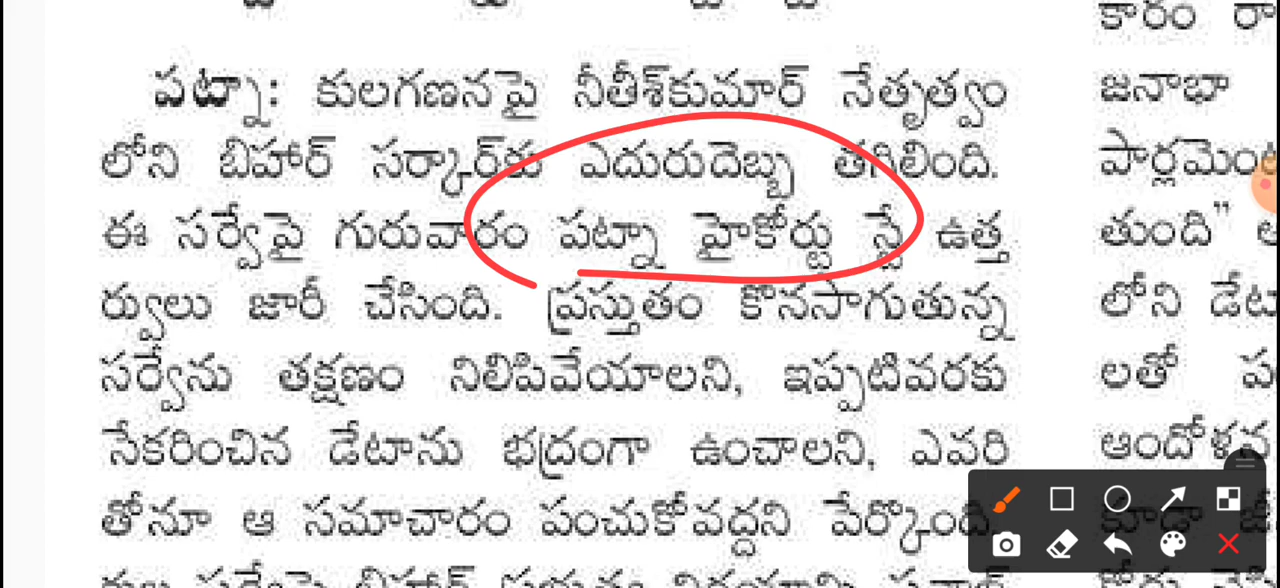 పట్నా: కులగణనపై నీతీశ్‌కుమార్ నేతృత్వం
లోని బిహార్ సర్కార్‌కు ఎదురుదెబ్బ తగిలింది.
ఈ సర్వేపై గురువారం పట్నా హైకోర్టు స్టే ఉత్త
ర్వులు జారీ చేసింది. ప్రస్తుతం కొనసాగుతున్న
సర్వేను తక్షణం నిలిపివేయాలని, ఇప్పటివరకు
సేకరించిన డేటాను భద్రంగా ఉంచాలని, ఎవరి
తోనూ ఆ సమాచారం పంచుకోవద్దని పేర్కొంది.
కారం రా
జనాభా
పార్లమెంట
తుంది"
లోని డేట
లతో ప
ఆందోళన